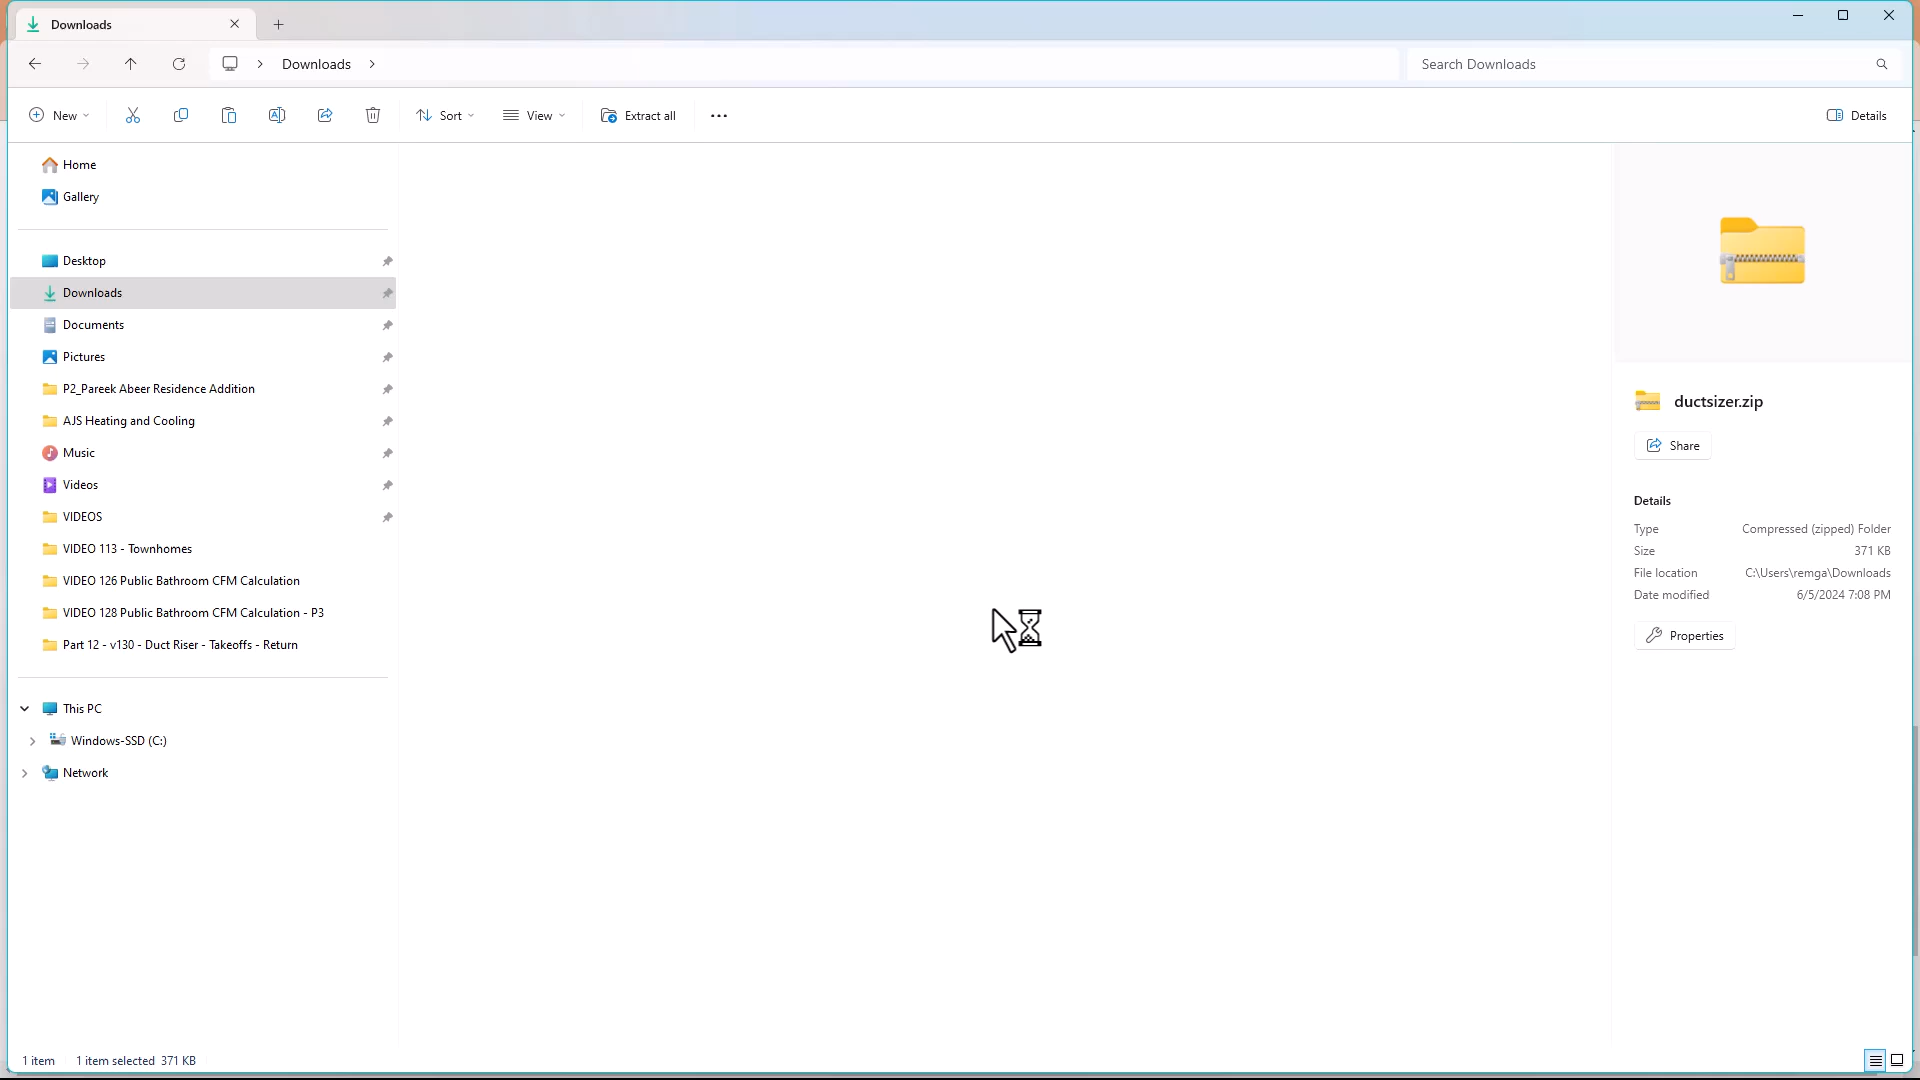 Downloads
Downloads
Search Downloads
New
Sort
View
Extract all
Details
Home
Gallery
Desktop
Downloads
Documents
Pictures
P2_Pareek Abeer Residence Addition
AJS Heating and Cooling
Music
Videos
VIDEOS
VIDEO 113 - Townhomes
VIDEO 126 Public Bathroom CFM Calculation
VIDEO 128 Public Bathroom CFM Calculation - P3
Part 12 - v130 - Duct Riser - Takeoffs - Return
This PC
Windows-SSD (C:)
Network
ductsizer.zip
Share
Details
Type Compressed (zipped) Folder
Size 371 KB
File location C:\Users\remga\Downloads
Date modified 6/5/2024 7:08 PM
Properties
1 item 1 item selected 371 KB